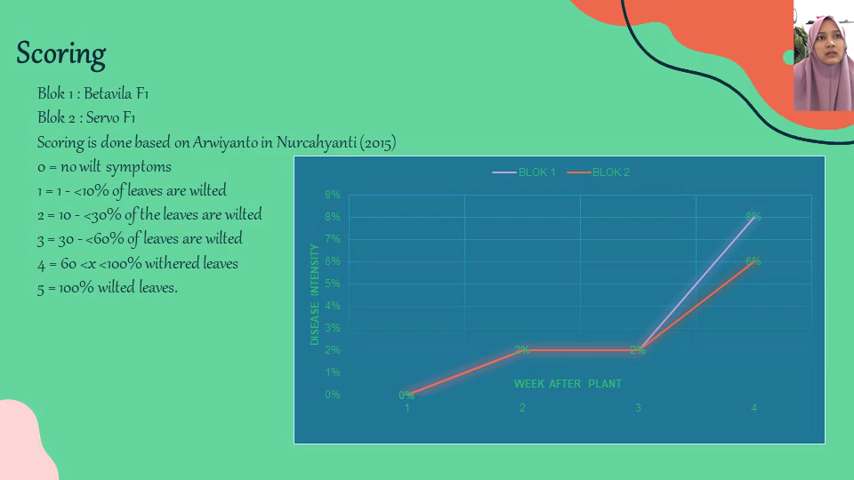 Scoring
Blok 1 : Betavila F1
Blok 2 : Servo F1
Scoring is done based on Arwiyanto in Nurcahyanti (2015)
0 = no wilt symptoms
1 = 1 - <10% of leaves are wilted
2 = 10 - <30% of the leaves are wilted
3 = 30 - <60% of leaves are wilted
4 = 60 <x <100% withered leaves
5 = 100% wilted leaves.
BLOK 1 BLOK 2
DISEASE INTENSITY
9%
8%
7%
6%
5%
4%
3%
2%
1%
0%
0%
2%
2%
8%
6%
WEEK AFTER PLANT
1 2 3 4